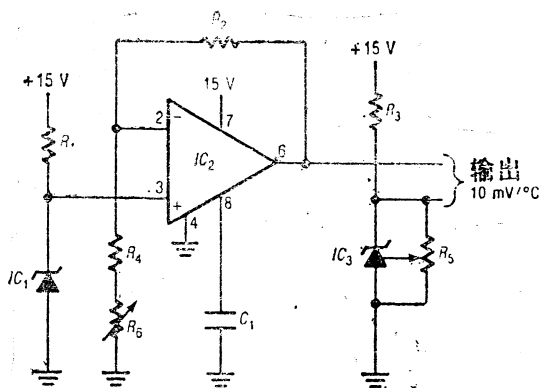 R₂
+15 V
+15 V
15 V
R₃
7
2
−
R₁
IC₂
6
输出
10 mV/°C
3
+
8
4
IC₃
R₅
R₄
IC₁
R₆
C₁